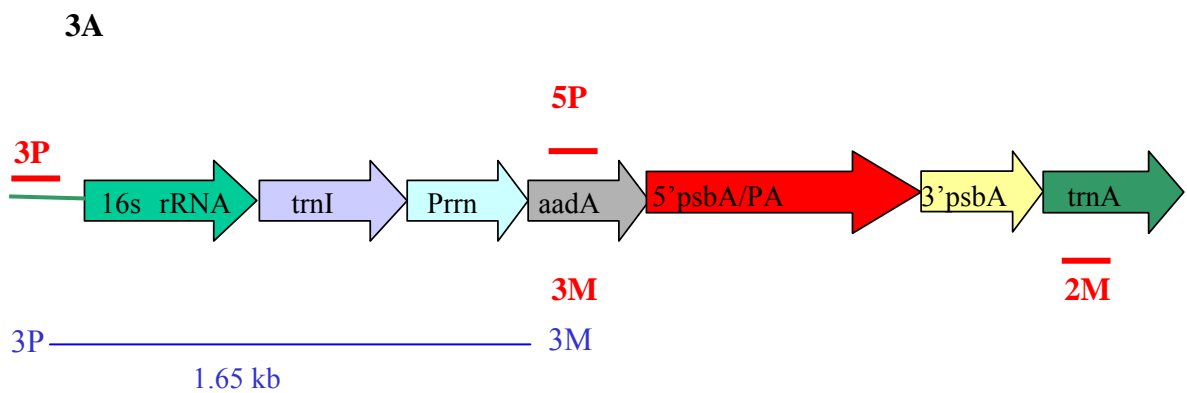 3A
5P
3P
16s rRNA
trnI
Prrn
aadA
5'psbA/PA
3'psbA
trnA
3M
2M
3P
3M
1.65 kb